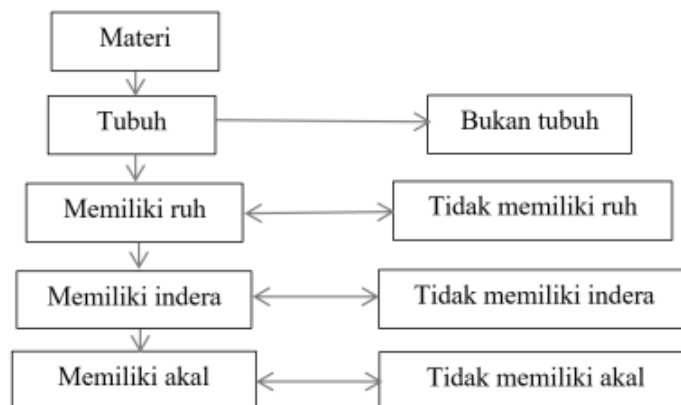 Materi
Tubuh
Bukan tubuh
Memiliki ruh
Tidak memiliki ruh
Memiliki indera
Tidak memiliki indera
Memiliki akal
Tidak memiliki akal